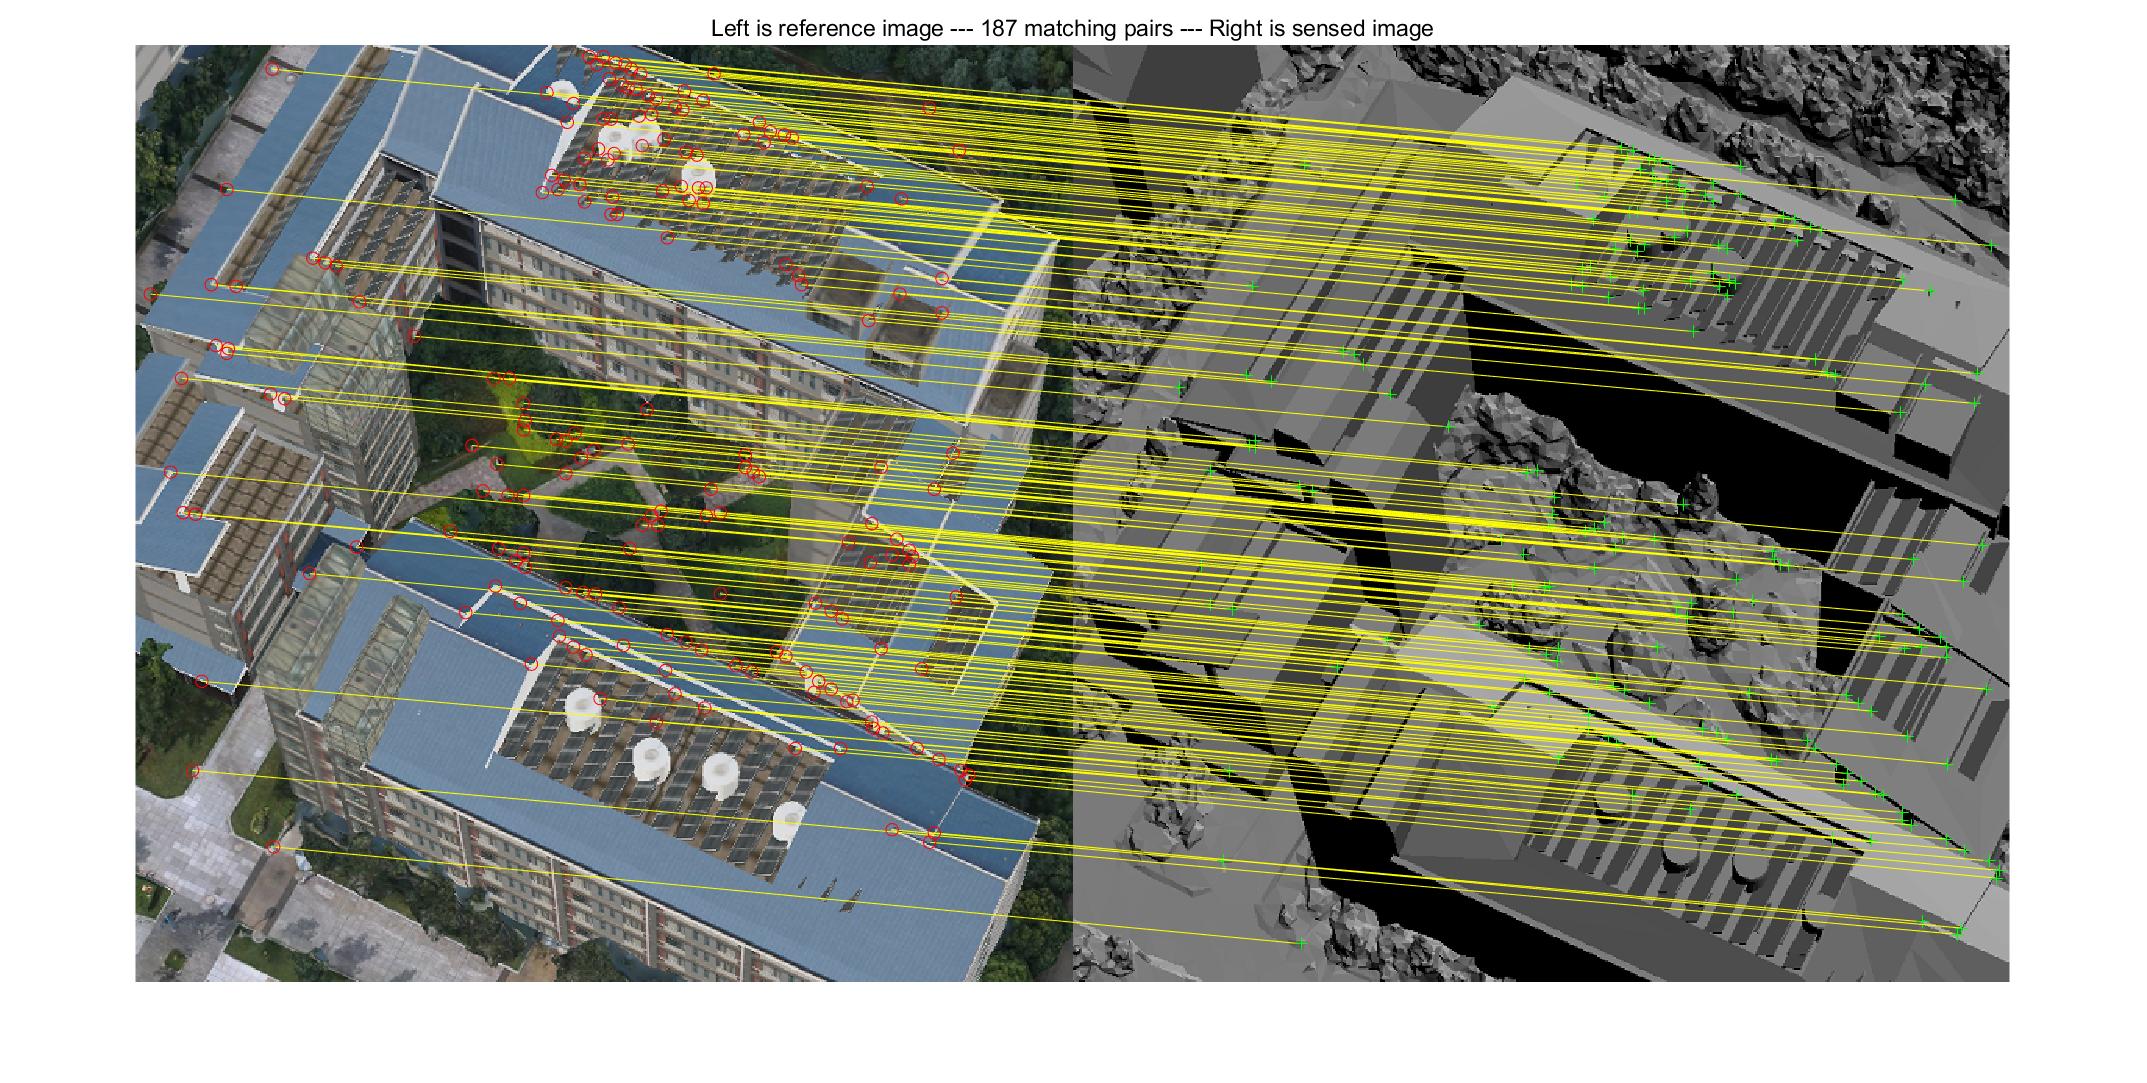 Left is reference image --- 187 matching pairs --- Right is sensed image